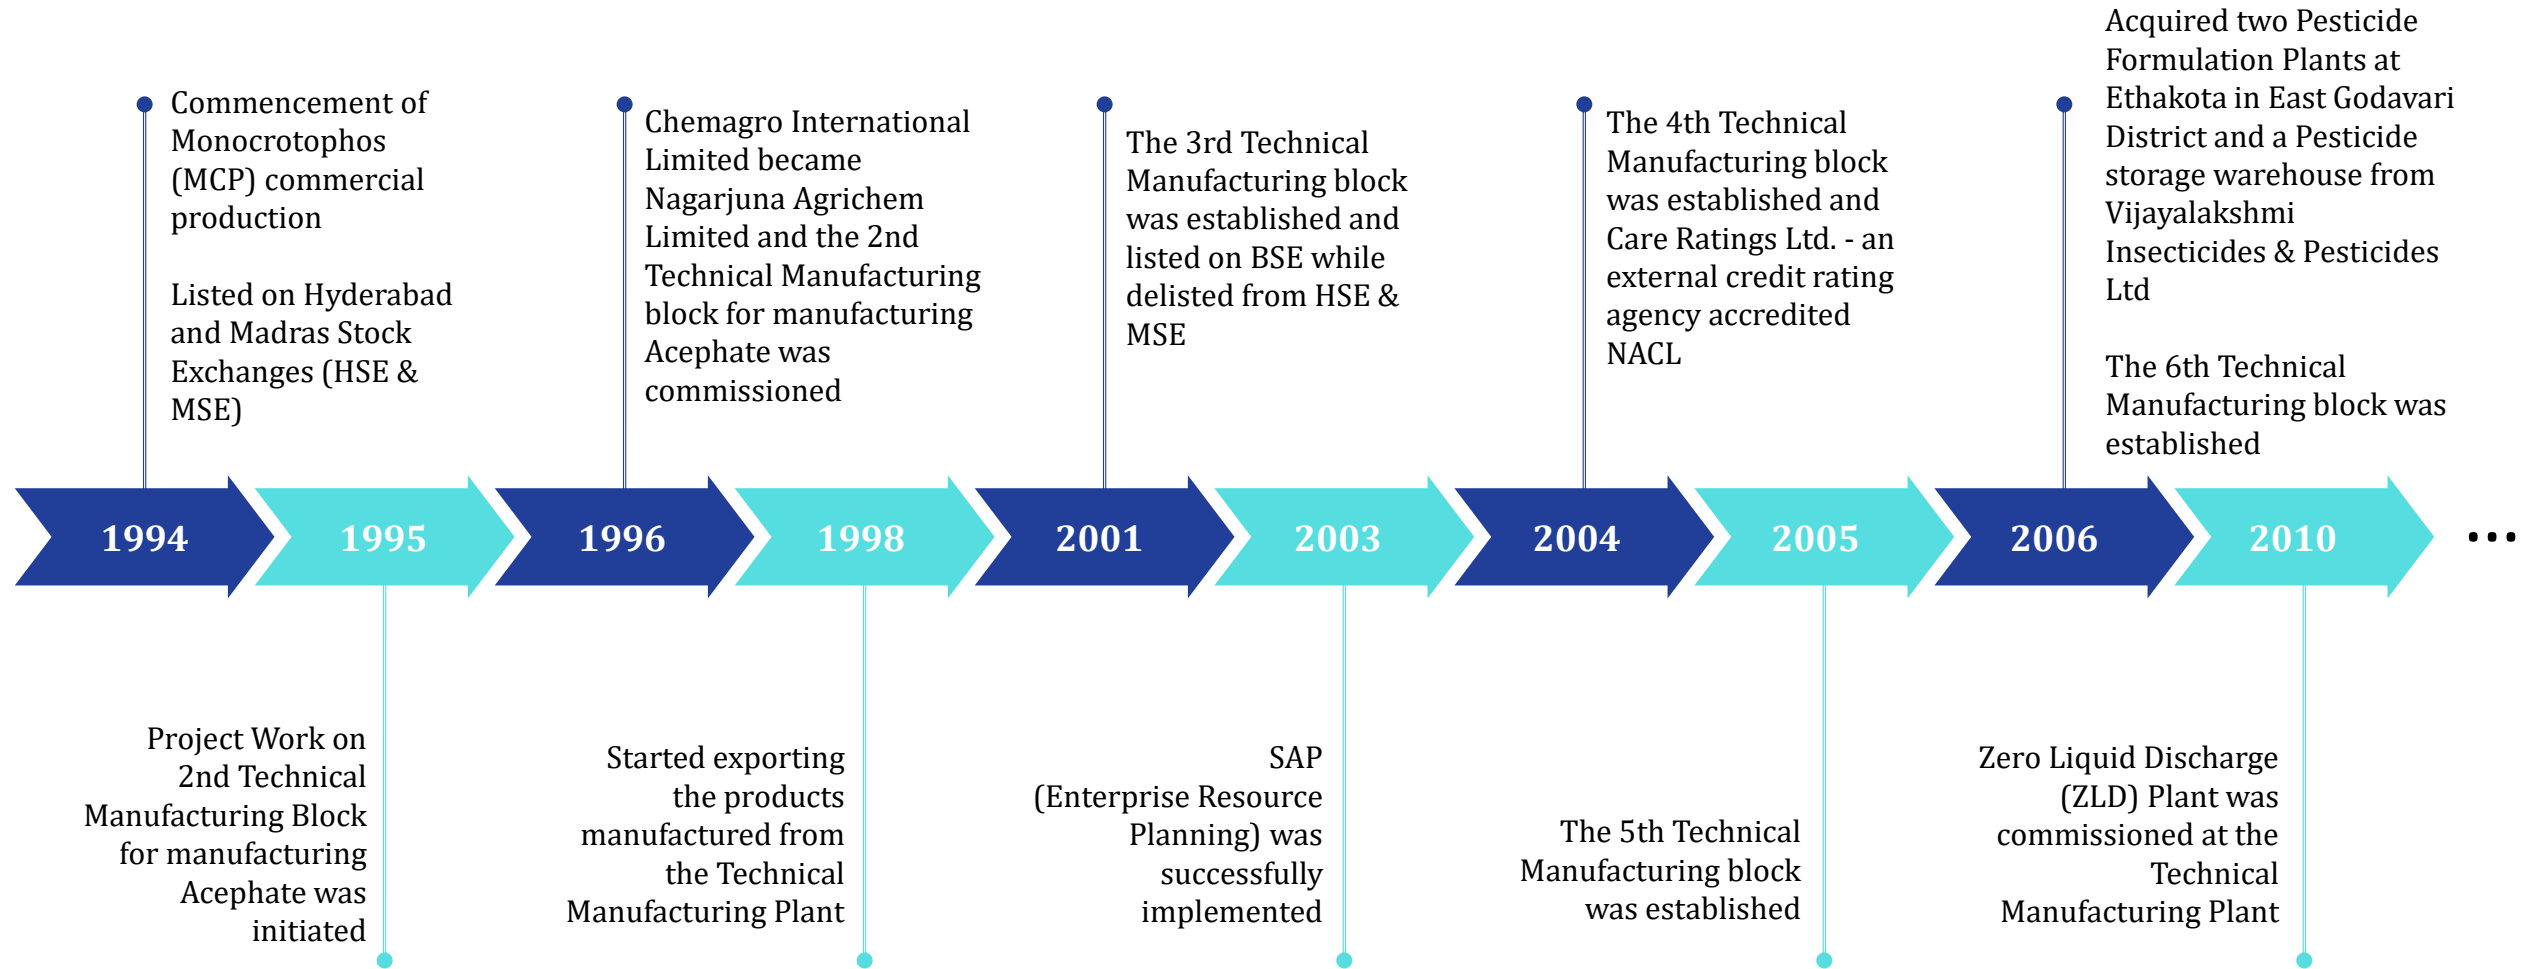 Commencement of
Monocrotophos
(MCP) commercial
production
Listed on Hyderabad
and Madras Stock
Exchanges (HSE &
MSE)
Chemagro International
Limited became
Nagarjuna Agrichem
Limited and the 2nd
Technical Manufacturing
block for manufacturing
Acephate was
commissioned
The 3rd Technical
Manufacturing block
was established and
listed on BSE while
delisted from HSE &
MSE
The 4th Technical
Manufacturing block
was established and
Care Ratings Ltd. - an
external credit rating
agency accredited
NACL
Acquired two Pesticide
Formulation Plants at
Ethakota in East Godavari
District and a Pesticide
storage warehouse from
Vijayalakshmi
Insecticides & Pesticides
Ltd
The 6th Technical
Manufacturing block was
established
1994
1995
1996
1998
2001
2003
2004
2005
2006
2010
...
Project Work on
2nd Technical
Manufacturing Block
for manufacturing
Acephate was
initiated
Started exporting
the products
manufactured from
the Technical
Manufacturing Plant
SAP
(Enterprise Resource
Planning) was
successfully
implemented
The 5th Technical
Manufacturing block
was established
Zero Liquid Discharge
(ZLD) Plant was
commissioned at the
Technical
Manufacturing Plant